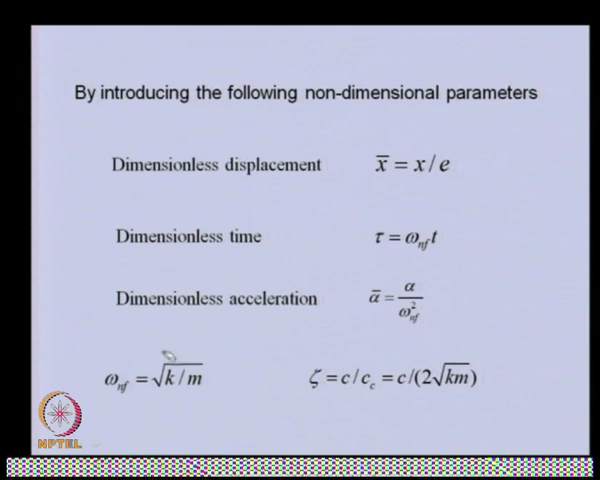 By introducing the following non-dimensional parameters
Dimensionless displacement x̄ = x / e
Dimensionless time τ = ω_nf t
Dimensionless acceleration ᾱ = α / ω²_nf
ω_nf = √(k / m) ζ = c / c_c = c / (2√(km))
NPTEL